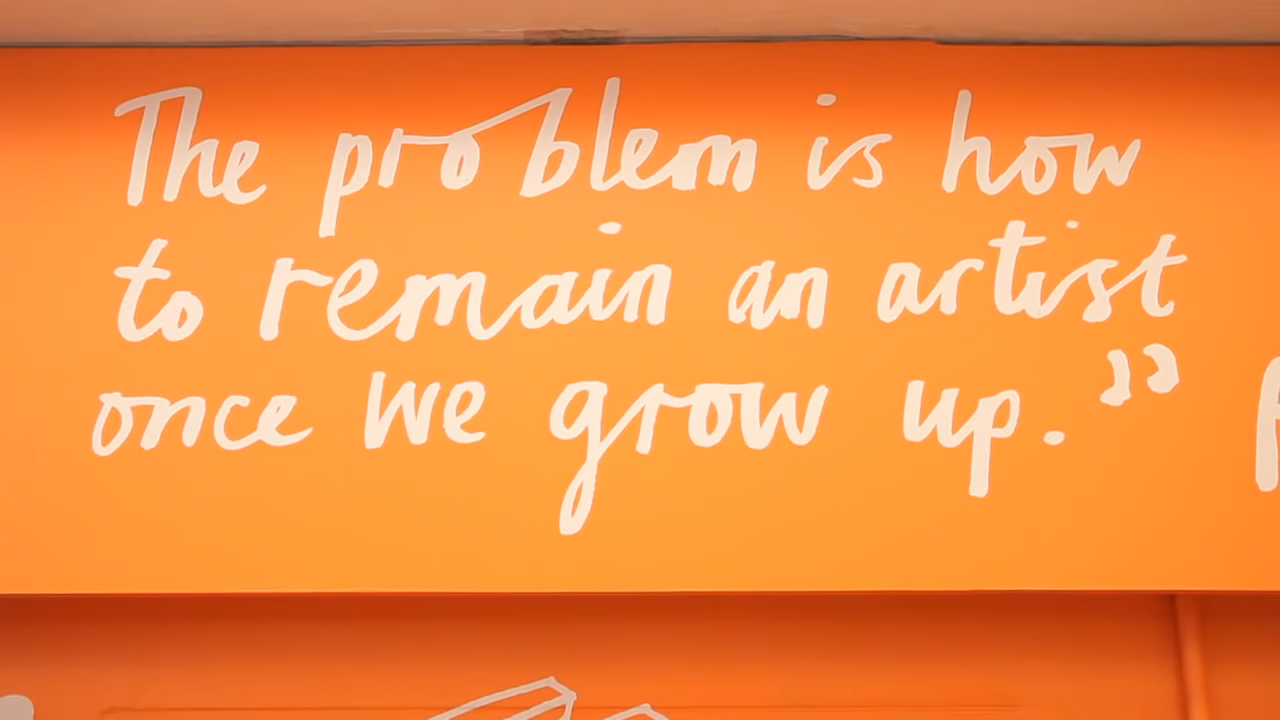 The problem is how
to remain an artist
once we grow up.”